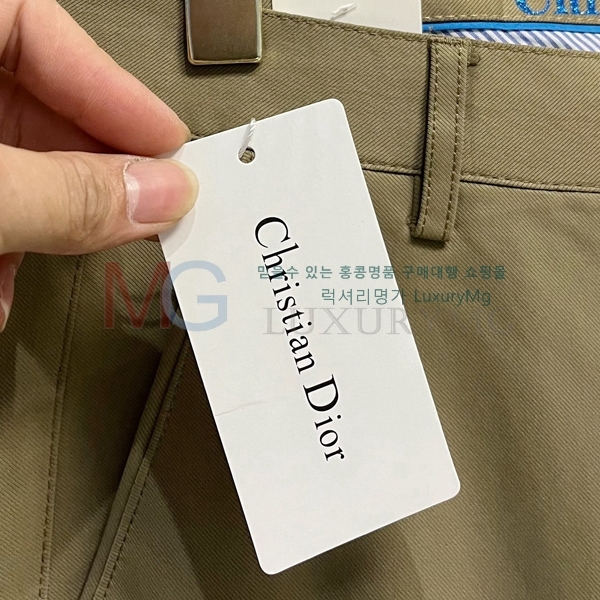 Christian Dior
MG
믿을수 있는 홍콩명품 구매대행 쇼핑몰
럭셔리명가 LuxuryMg
LUXUR